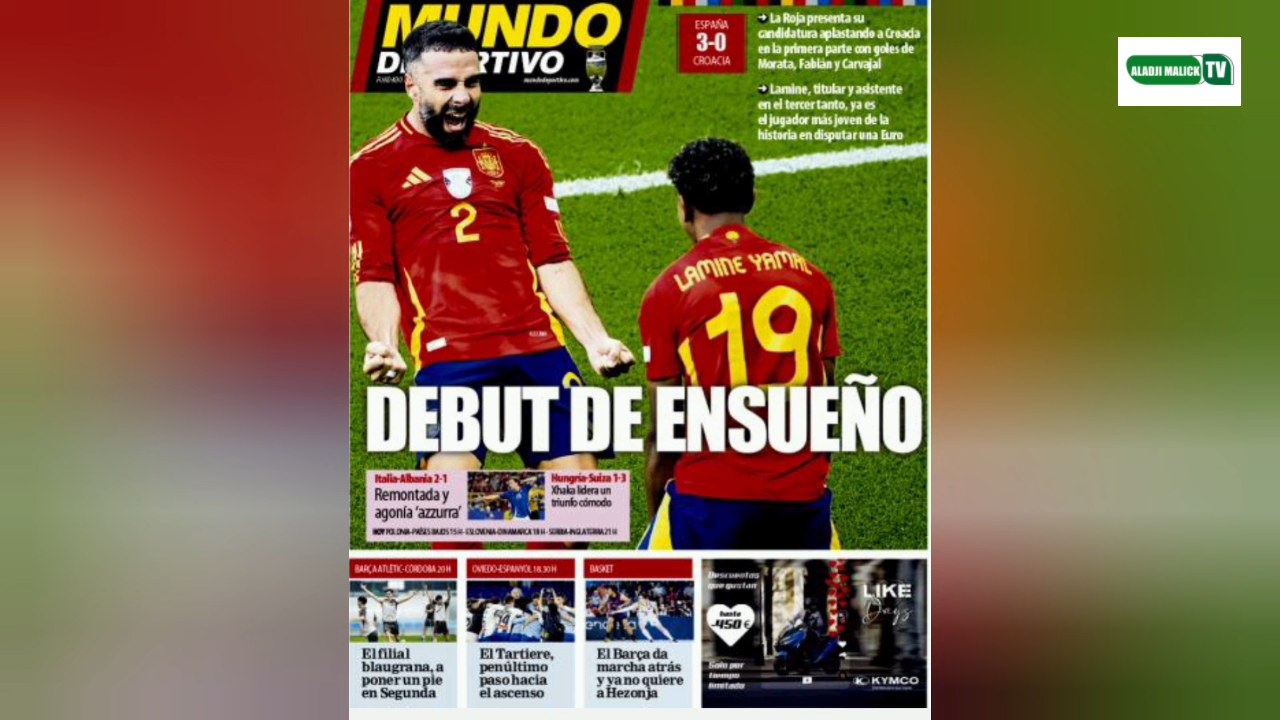 MUNDO
DEPORTIVO
mundodeportivo.com
ESPAÑA
3-0
CROACIA
➔ La Roja presenta su
candidatura aplastando a Croacia
en la primera parte con goles de
Morata, Fabián y Carvajal
➔ Lamine, titular y asistente
en el tercer tanto, ya es
el jugador más joven de la
historia en disputar una Euro
ALADJI MALICK TV
2
LAMINE YAMAL
19
2
DEBUT DE ENSUEÑO
Italia-Albania 2-1
Remontada y
agonía ‘azzurra’
Hungría-Suiza 1-3
Xhaka lidera un
triunfo cómodo
HOY POLONIA-PAÍSES BAJOS 15 H - ESLOVENIA-DINAMARCA 18 H - SERBIA-INGLATERRA 21 H
BARÇA ATLÈTIC-CÓRDOBA 20 H
El filial
blaugrana, a
poner un pie
en Segunda
OVIEDO-ESPANYOL 18.30 H
El Tartiere,
penúltimo
paso hacia
el ascenso
BASKET
El Barça da
marcha atrás
y ya no quiere
a Hezonja
Descuentos
que gustan
hasta
-450 €
Solo por
tiempo
limitado
LIKE
Days
KYMCO